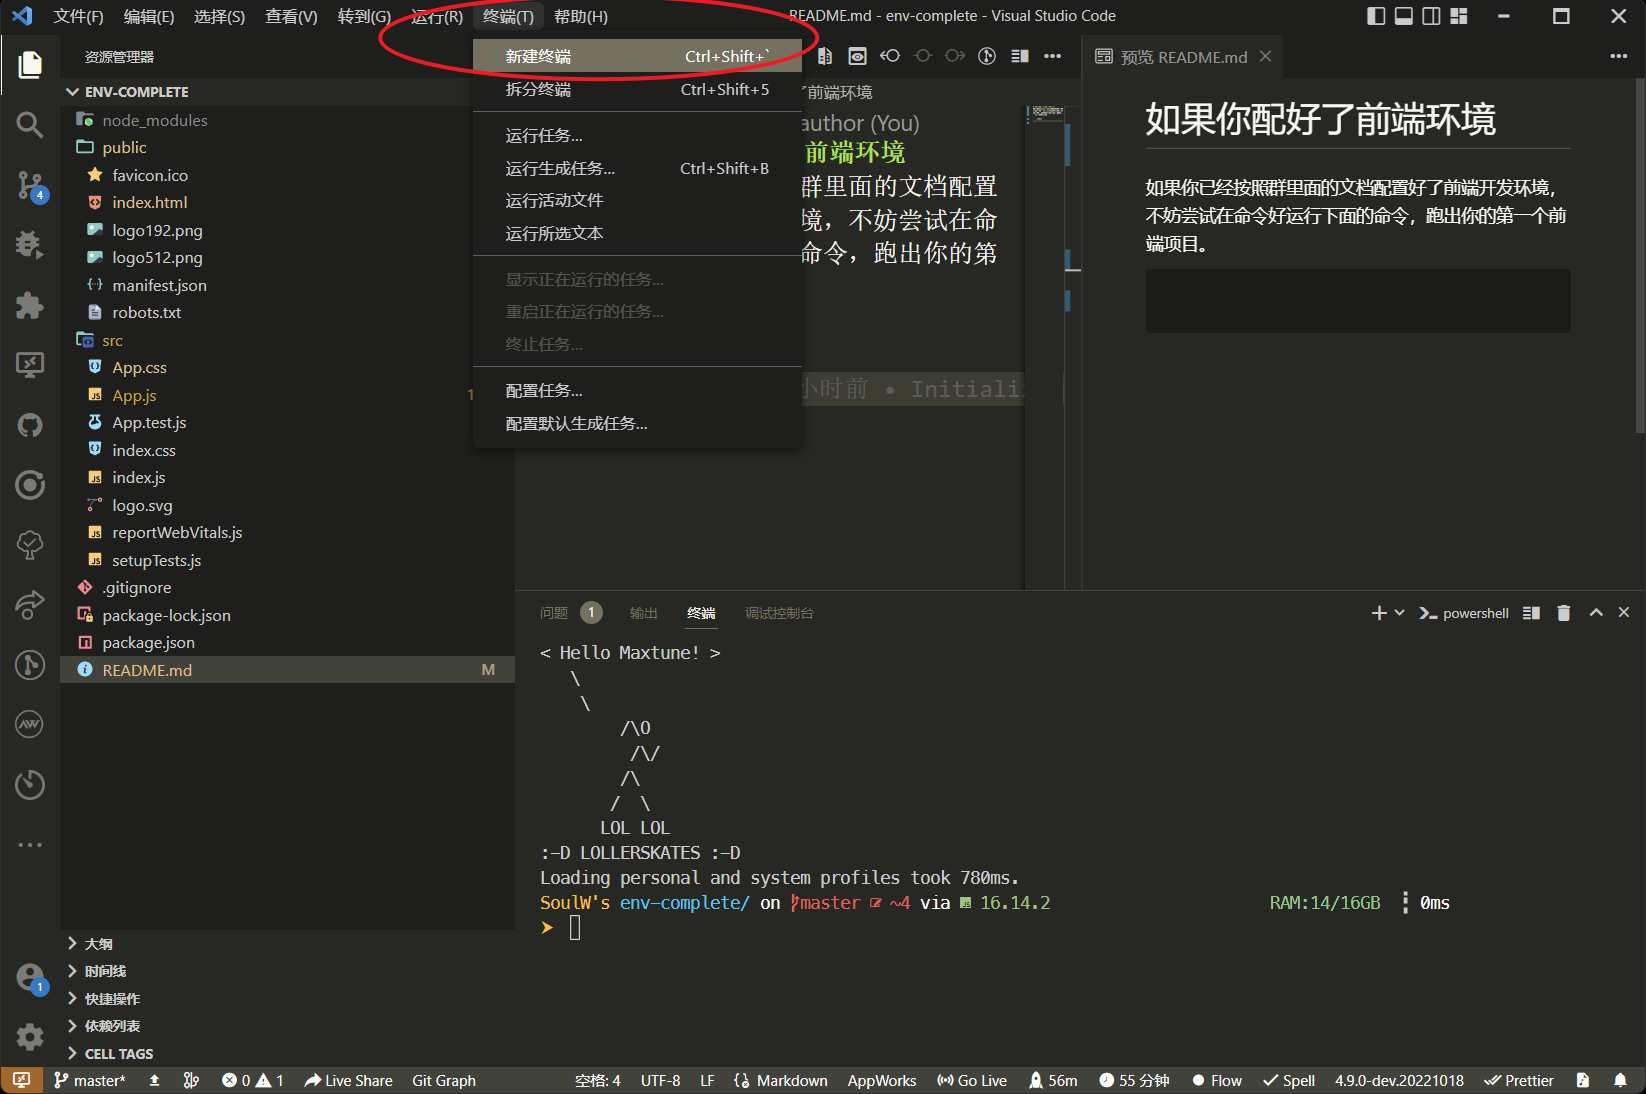 文件(F) 编辑(E) 选择(S) 查看(V) 转到(G) 运行(R) 终端(T) 帮助(H) README.md - env-complete - Visual Studio Code
资源管理器
ENV-COMPLETE
node_modules
public
favicon.ico
index.html
logo192.png
logo512.png
manifest.json
robots.txt
src
App.css
App.js 1
App.test.js
index.css
index.js
logo.svg
reportWebVitals.js
setupTests.js
.gitignore
package-lock.json
package.json
README.md M
大纲
时间线
快捷操作
依赖列表
CELL TAGS
4
1
新建终端 Ctrl+Shift+`
拆分终端 Ctrl+Shift+5
运行任务...
运行生成任务... Ctrl+Shift+B
运行活动文件
运行所选文本
显示正在运行的任务...
重启正在运行的任务...
终止任务...
配置任务...
配置默认生成任务...
了前端环境
author (You)
前端环境
群里面的文档配置
境，不妨尝试在命
命令，跑出你的第
小时前 • Initiali
预览 README.md
如果你配好了前端环境
如果你已经按照群里面的文档配置好了前端开发环境，
不妨尝试在命令好运行下面的命令，跑出你的第一个前
端项目。
问题 1 输出 终端 调试控制台 powershell
< Hello Maxtune! >
\
\
/\O
/\/
/\
/ \
LOL LOL
:-D LOLLERSKATES :-D
Loading personal and system profiles took 780ms.
SoulW's env-complete/ on master ~4 via 16.14.2 RAM:14/16GB 0ms
master* 0 1 Live Share Git Graph 空格: 4 UTF-8 LF Markdown AppWorks Go Live 56m 55 分钟 Flow Spell 4.9.0-dev.20221018 Prettier